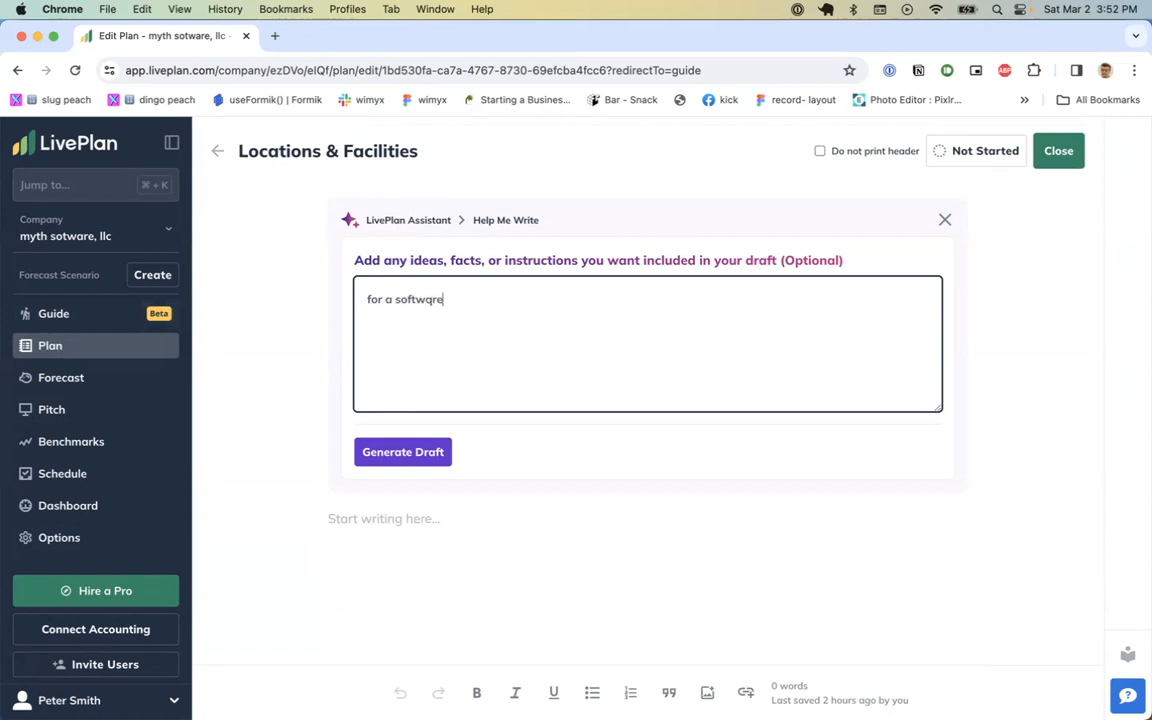 Chrome File Edit View History Bookmarks Profiles Tab Window Help Sat Mar 2 3:52 PM
Edit Plan - myth sotware, llc -
app.liveplan.com/company/ezDVo/elQf/plan/edit/1bd530fa-ca7a-4767-8730-69efcba4fcc6?redirectTo=guide
slug peach dingo peach useFormik() | Formik wimyx wimyx Starting a Business... Bar - Snack kick record- layout Photo Editor : Pixlr... » All Bookmarks
LivePlan
Jump to... ⌘ + K
Company
myth sotware, llc
Forecast Scenario Create
Guide Beta
Plan
Forecast
Pitch
Benchmarks
Schedule
Dashboard
Options
Hire a Pro
Connect Accounting
Invite Users
Peter Smith
Locations & Facilities
Do not print header
Not Started
Close
LivePlan Assistant > Help Me Write
Add any ideas, facts, or instructions you want included in your draft (Optional)
for a softwqre
Generate Draft
Start writing here...
B I U
0 words
Last saved 2 hours ago by you